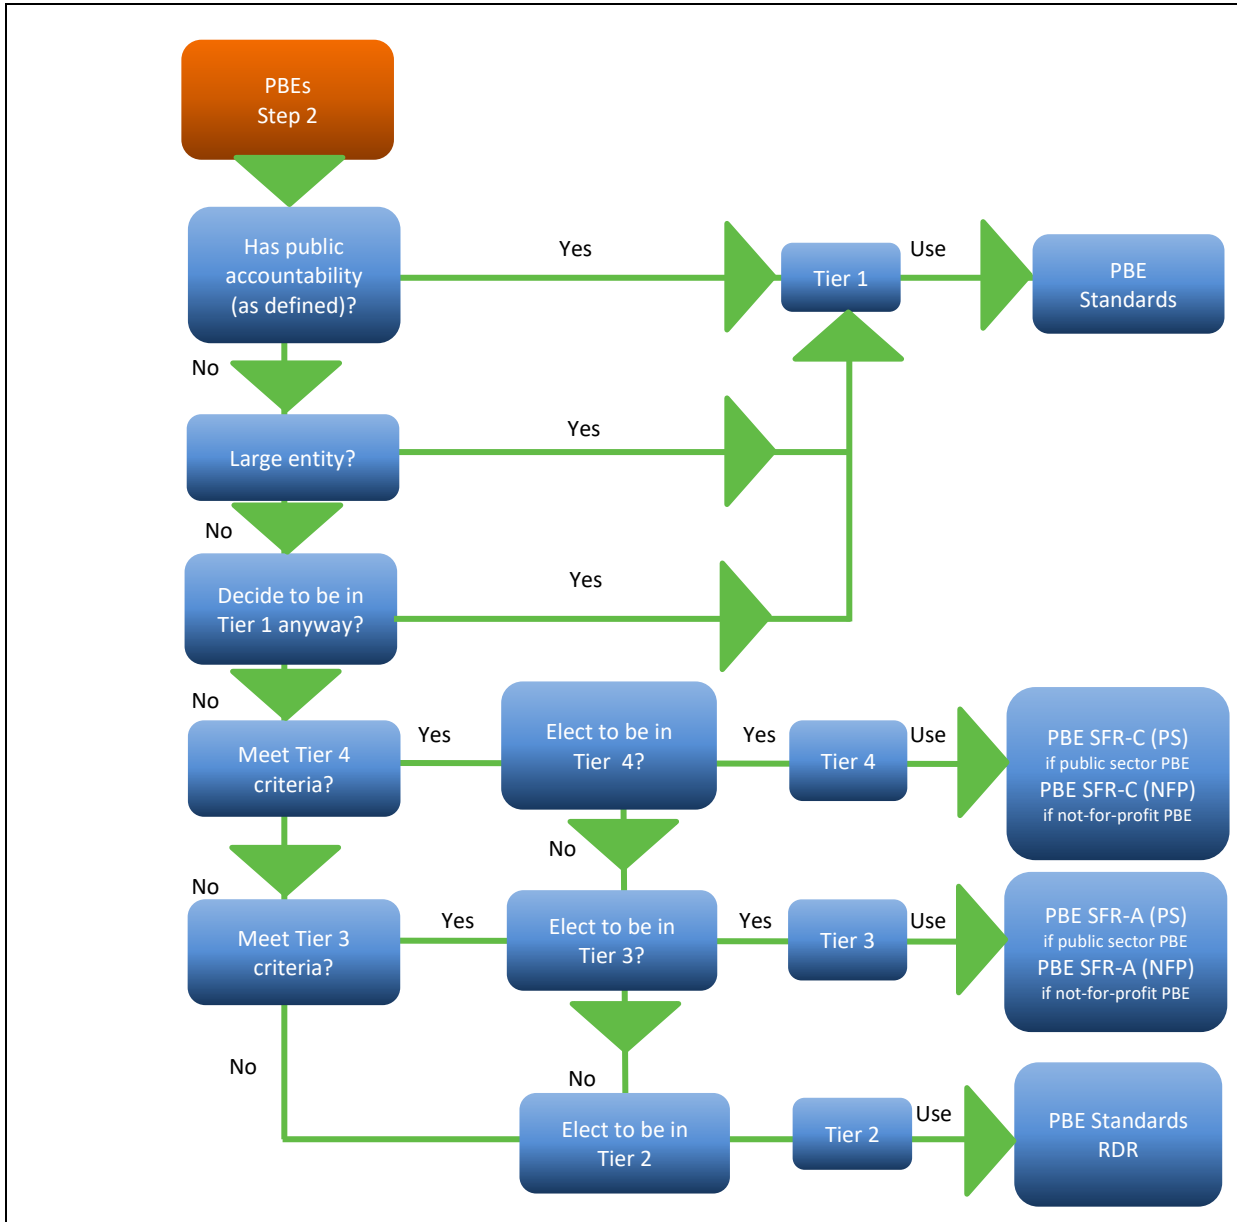 PBEs
Step 2
Has public
accountability
(as defined)?
Yes
Tier 1
Use
PBE
Standards
No
Large entity?
Yes
No
Decide to be in
Tier 1 anyway?
Yes
No
Meet Tier 4
criteria?
Yes
Elect to be in
Tier 4?
Yes
Tier 4
Use
PBE SFR-C (PS)
if public sector PBE
PBE SFR-C (NFP)
if not-for-profit PBE
No
No
Meet Tier 3
criteria?
Yes
Elect to be in
Tier 3?
Yes
Tier 3
Use
PBE SFR-A (PS)
if public sector PBE
PBE SFR-A (NFP)
if not-for-profit PBE
No
No
Elect to be in
Tier 2
Tier 2
Use
PBE Standards
RDR